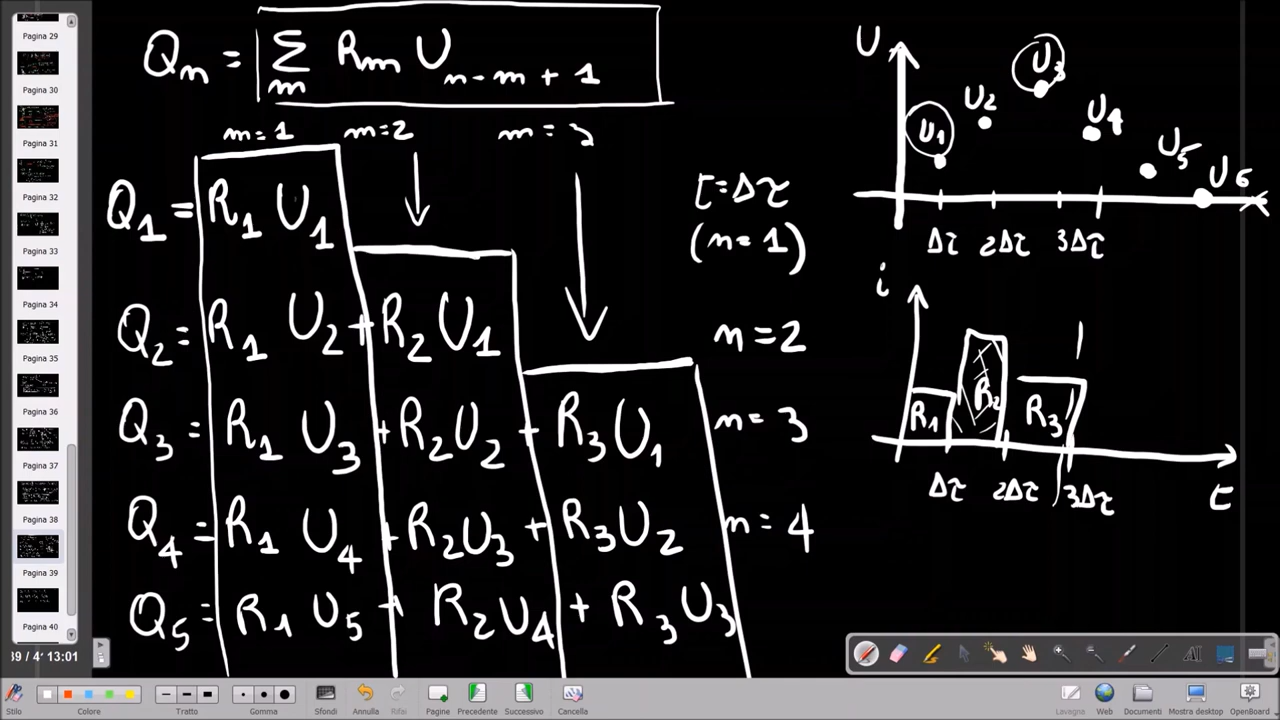 Pagina 29
Pagina 30
Pagina 31
Pagina 32
Pagina 33
Pagina 34
Pagina 35
Pagina 36
Pagina 37
Pagina 38
Pagina 39
Pagina 40
13:01
Qn = Σm Rm Un-m+1
m=1 m=2 m=3
Q1 = R1 U1
Q2 = R1 U2 + R2 U1
Q3 = R1 U3 + R2 U2 + R3 U1
Q4 = R1 U4 + R2 U3 + R3 U2
Q5 = R1 U5 + R2 U4 + R3 U3
t=Δτ
(n=1)
n=2
n=3
n=4
U
U1 U2 U3 U4 U5 U6
Δτ 2Δτ 3Δτ
i
R1 R2 R3
Δτ 2Δτ 3Δτ t
Stilo
Colore
Tratto
Gomma
Sfondi
Annulla
Rifai
Pagine
Precedente
Successivo
Cancella
Lavagna
Web
Documenti
Mostra desktop
OpenBoard